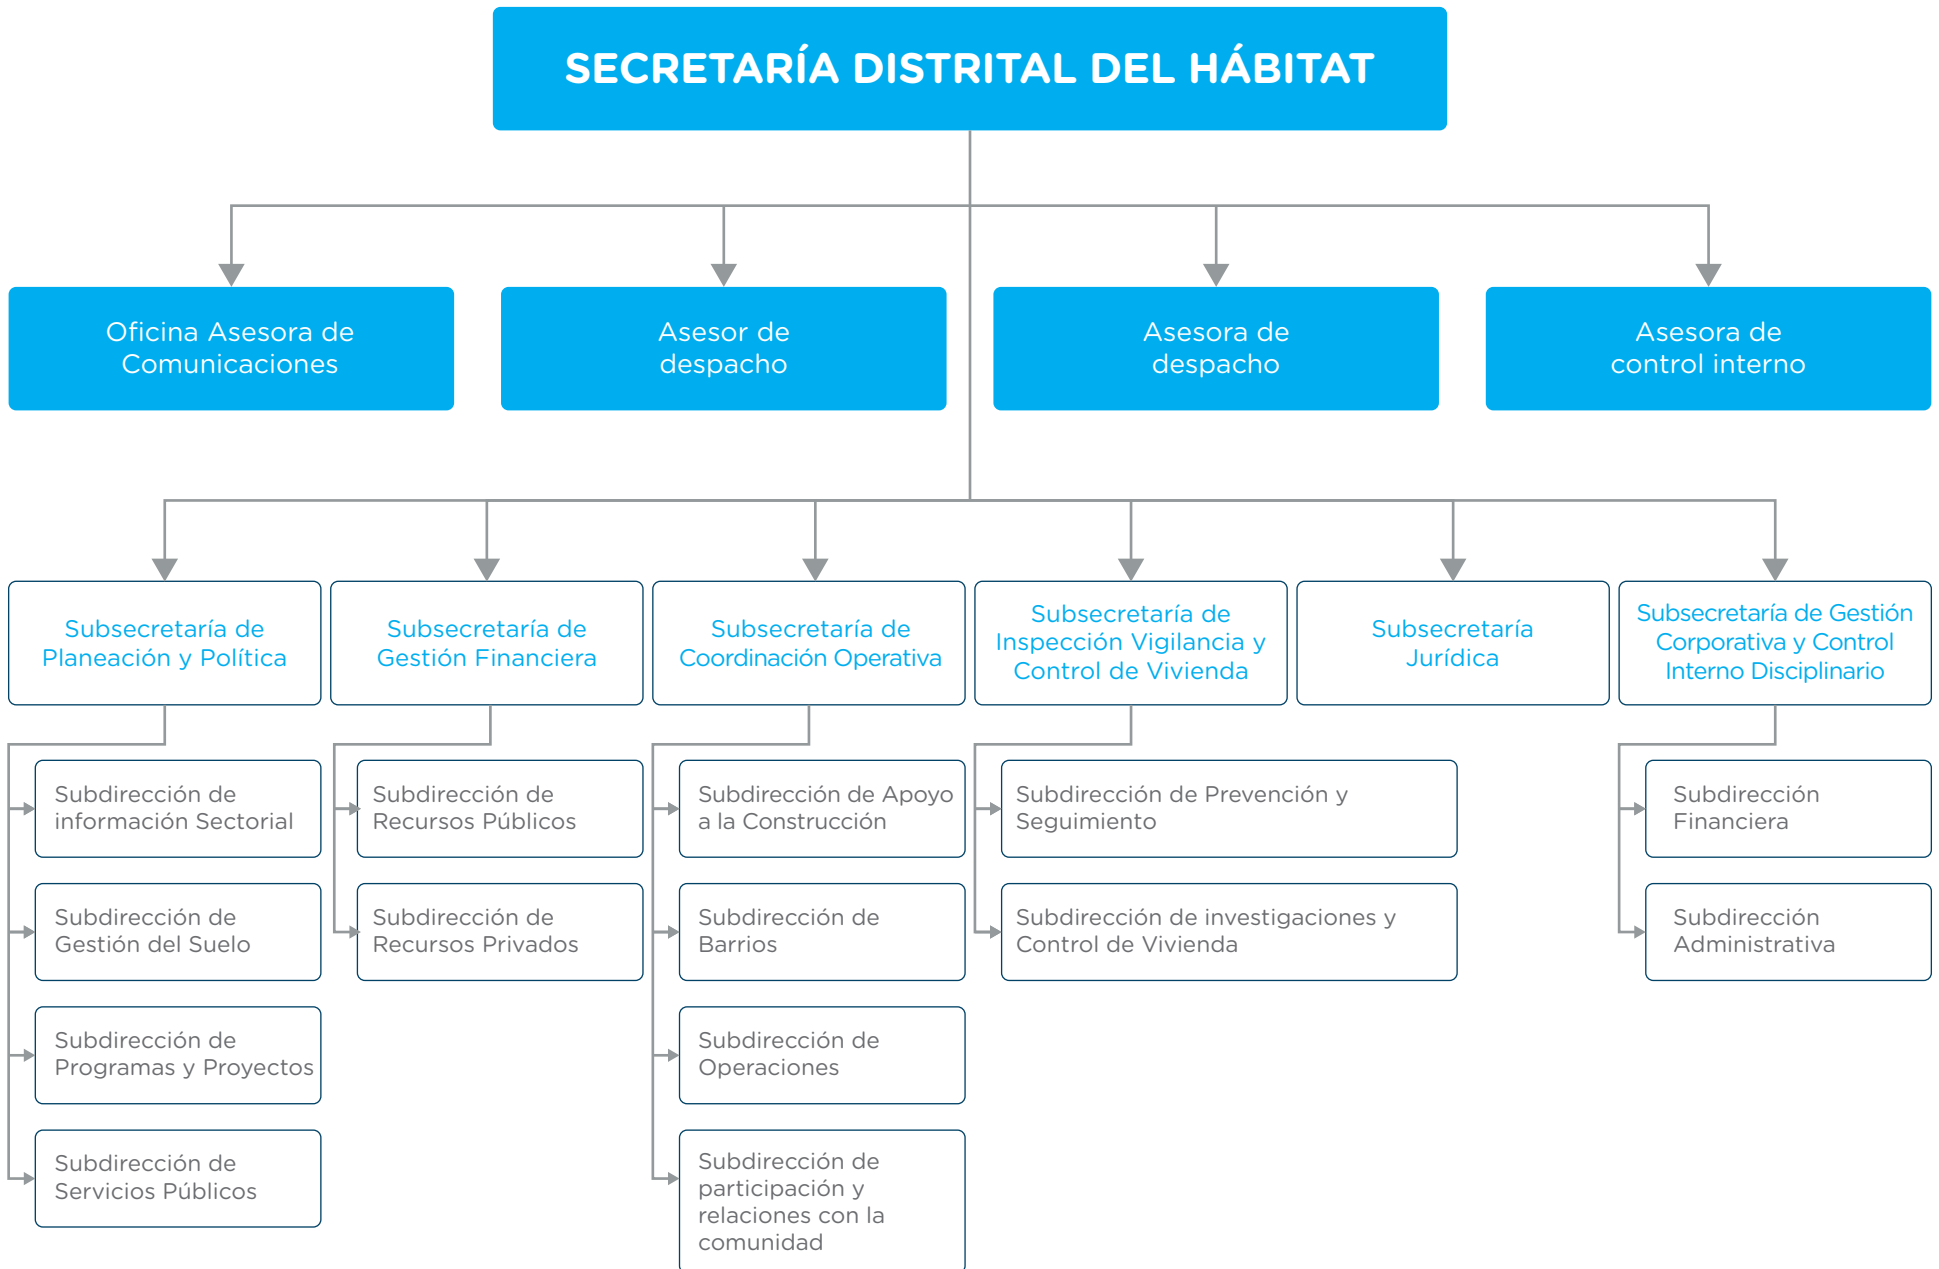 SECRETARÍA DISTRITAL DEL HÁBITAT
Oficina Asesora de
Comunicaciones
Asesor de
despacho
Asesora de
despacho
Asesora de
control interno
Subsecretaría de
Planeación y Política
Subsecretaría de
Gestión Financiera
Subsecretaría de
Coordinación Operativa
Subsecretaría de
Inspección Vigilancia y
Control de Vivienda
Subsecretaría
Jurídica
Subsecretaría de Gestión
Corporativa y Control
Interno Disciplinario
Subdirección de
información Sectorial
Subdirección de
Gestión del Suelo
Subdirección de
Programas y Proyectos
Subdirección de
Servicios Públicos
Subdirección de
Recursos Públicos
Subdirección de
Recursos Privados
Subdirección de Apoyo
a la Construcción
Subdirección de
Barrios
Subdirección de
Operaciones
Subdirección de
participación y
relaciones con la
comunidad
Subdirección de Prevención y
Seguimiento
Subdirección de investigaciones y
Control de Vivienda
Subdirección
Financiera
Subdirección
Administrativa